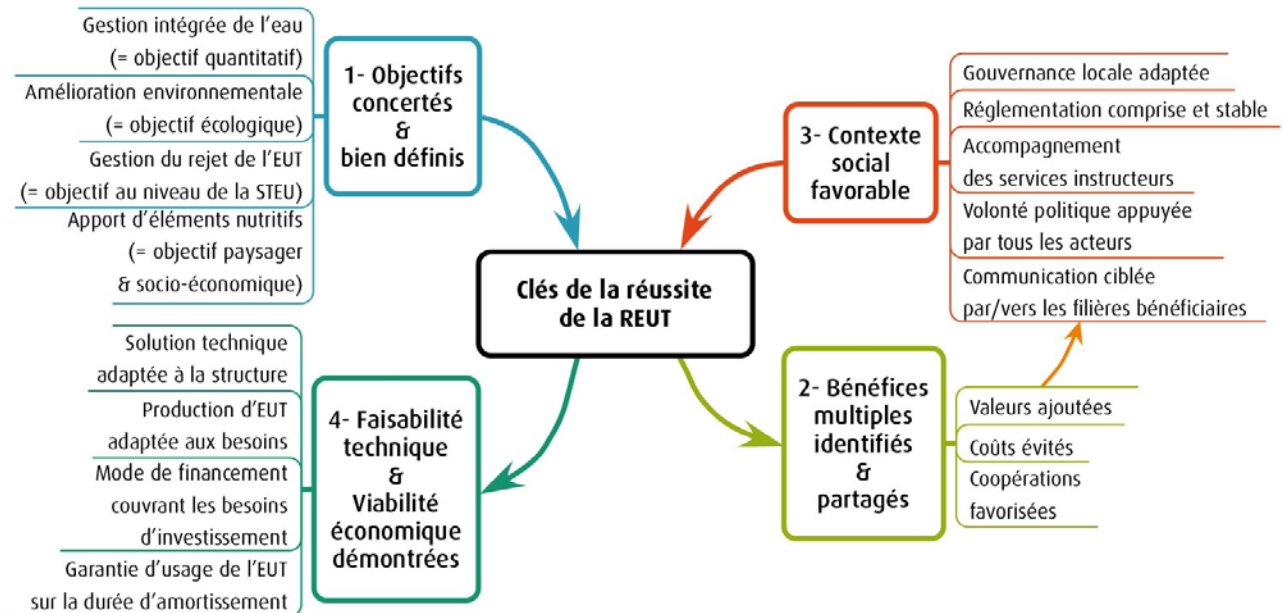 Gestion intégrée de l'eau
(= objectif quantitatif)
Amélioration environnementale
(= objectif écologique)
Gestion du rejet de l'EUT
(= objectif au niveau de la STEU)
Apport d'éléments nutritifs
(= objectif paysager
& socio-économique)
1- Objectifs
concertés
&
bien définis
Clés de la réussite
de la REUT
3- Contexte
social
favorable
Gouvernance locale adaptée
Réglementation comprise et stable
Accompagnement
des services instructeurs
Volonté politique appuyée
par tous les acteurs
Communication ciblée
par/vers les filières bénéficiaires
2- Bénéfices
multiples
identifiés
&
partagés
Valeurs ajoutées
Coûts évités
Coopérations
favorisées
Solution technique
adaptée à la structure
Production d'EUT
adaptée aux besoins
Mode de financement
couvrant les besoins
d'investissement
Garantie d'usage de l'EUT
sur la durée d'amortissement
4- Faisabilité
technique
&
Viabilité
économique
démontrées